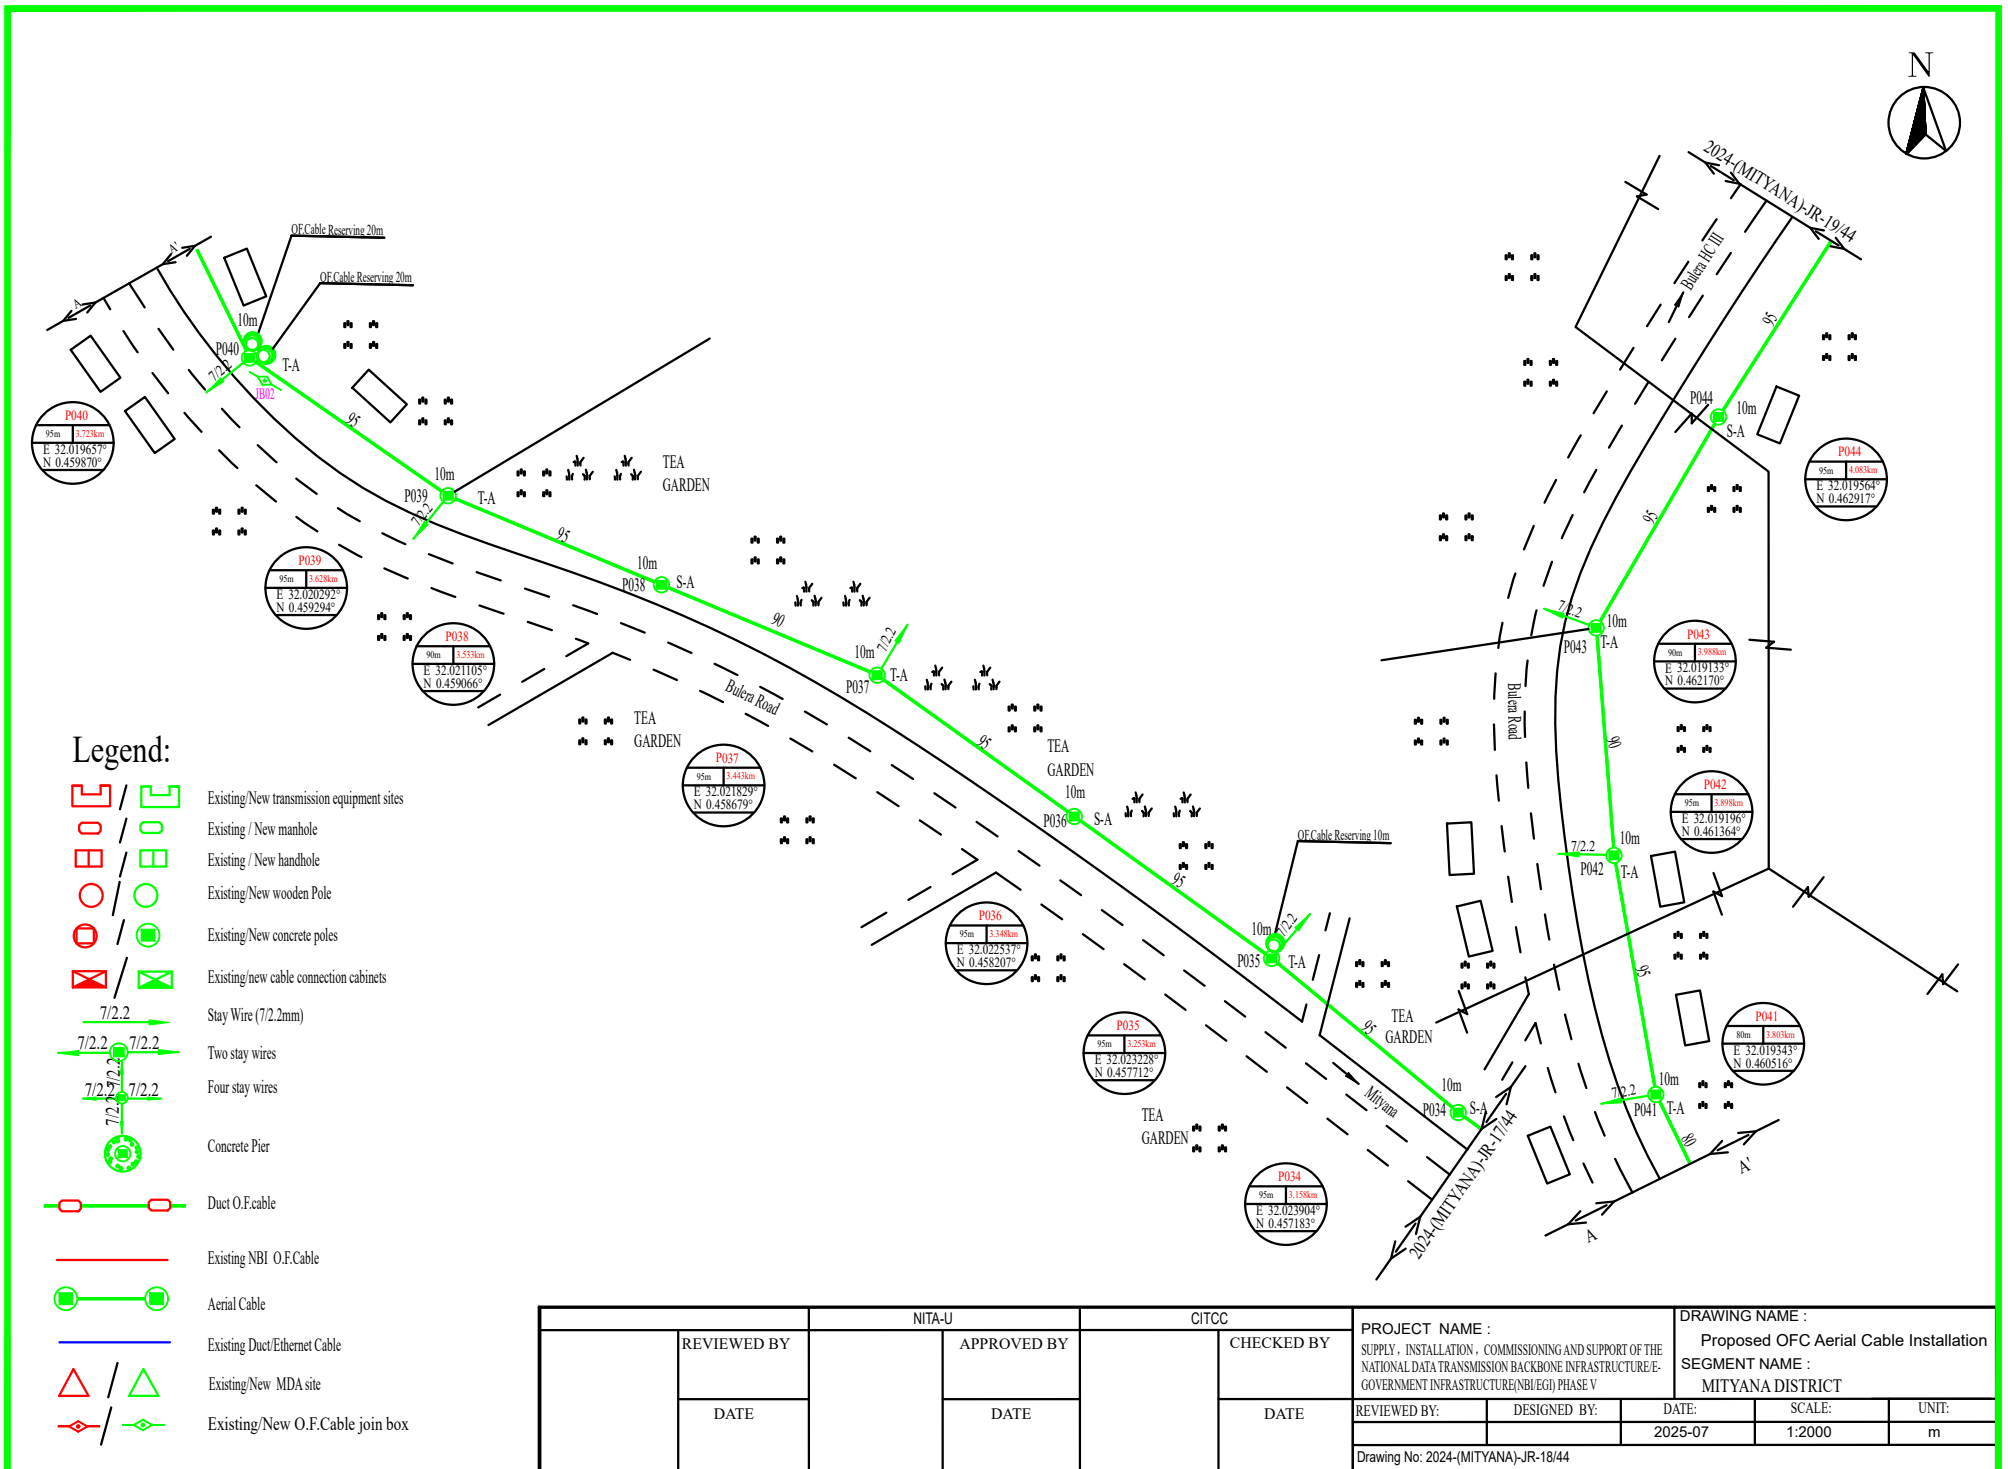 N
2024-(MITYANA)-JR-19/44
Bulera HC III
A'
A
OF.Cable Reserving 20m
OF.Cable Reserving 20m
10m
P040
T-A
7/2.2
JB02
95
P040
95m 3.723km
E 32.019657°
N 0.459870°
10m
P039
T-A
7/2.2
95
TEA
GARDEN
P039
95m 3.628km
E 32.020292°
N 0.459294°
10m
P038
S-A
90
P038
90m 3.533km
E 32.021105°
N 0.459066°
10m
P037
T-A
7/2.2
95
Bulera Road
TEA
GARDEN
P037
95m 3.443km
E 32.021829°
N 0.458679°
TEA
GARDEN
10m
P036
S-A
95
P036
95m 3.348km
E 32.022537°
N 0.458207°
OF.Cable Reserving 10m
10m
7/2.2
P035
T-A
95
P035
95m 3.253km
E 32.023228°
N 0.457712°
TEA
GARDEN
Mityana
10m
P034
S-A
TEA
GARDEN
P034
95m 3.158km
E 32.023904°
N 0.457183°
2024-(MITYANA)-JR-17/44
95
P044
10m
S-A
95
P044
95m 4.083km
E 32.019564°
N 0.462917°
7/2.2
10m
P043
T-A
90
P043
90m 3.988km
E 32.019133°
N 0.462170°
Bulera Road
7/2.2
10m
P042
T-A
95
P042
95m 3.898km
E 32.019196°
N 0.461364°
7/2.2
10m
P041
T-A
80
P041
80m 3.803km
E 32.019343°
N 0.460516°
A
A'
Legend:
Existing/New transmission equipment sites
Existing / New manhole
Existing / New handhole
Existing/New wooden Pole
Existing/New concrete poles
Existing/new cable connection cabinets
7/2.2
Stay Wire (7/2.2mm)
7/2.2 7/2.2
Two stay wires
7/2.2
7/2.2 7/2.2
Four stay wires
7/2.2
Concrete Pier
Duct O.F.cable
Existing NBI O.F.Cable
Aerial Cable
Existing Duct/Ethernet Cable
Existing/New MDA site
Existing/New O.F.Cable join box
NITA-U
CITCC
REVIEWED BY
APPROVED BY
CHECKED BY
DATE
DATE
DATE
PROJECT NAME :
SUPPLY, INSTALLATION, COMMISSIONING AND SUPPORT OF THE
NATIONAL DATA TRANSMISSION BACKBONE INFRASTRUCTURE/E-
GOVERNMENT INFRASTRUCTURE(NBI/EGI) PHASE V
DRAWING NAME :
Proposed OFC Aerial Cable Installation
SEGMENT NAME :
MITYANA DISTRICT
REVIEWED BY: DESIGNED BY: DATE: SCALE: UNIT:
2025-07 1:2000 m
Drawing No: 2024-(MITYANA)-JR-18/44